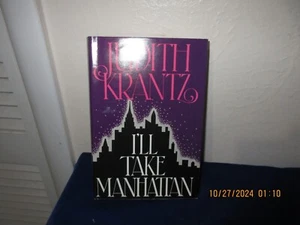 JUDITH
KRANTZ
I'LL
TAKE
MANHATTAN
10/27/2024 01:10